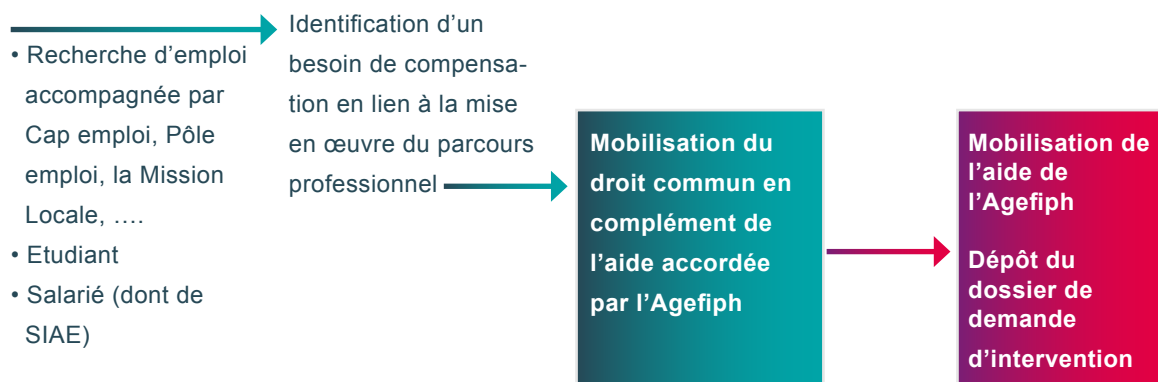 • Recherche d’emploi
accompagnée par
Cap emploi, Pôle
emploi, la Mission
Locale, ….
• Etudiant
• Salarié (dont de
SIAE)
Identification d’un
besoin de compensa-
tion en lien à la mise
en œuvre du parcours
professionnel
Mobilisation du
droit commun en
complément de
l’aide accordée
par l’Agefiph
Mobilisation de
l’aide de
l’Agefiph
Dépôt du
dossier de
demande
d’intervention